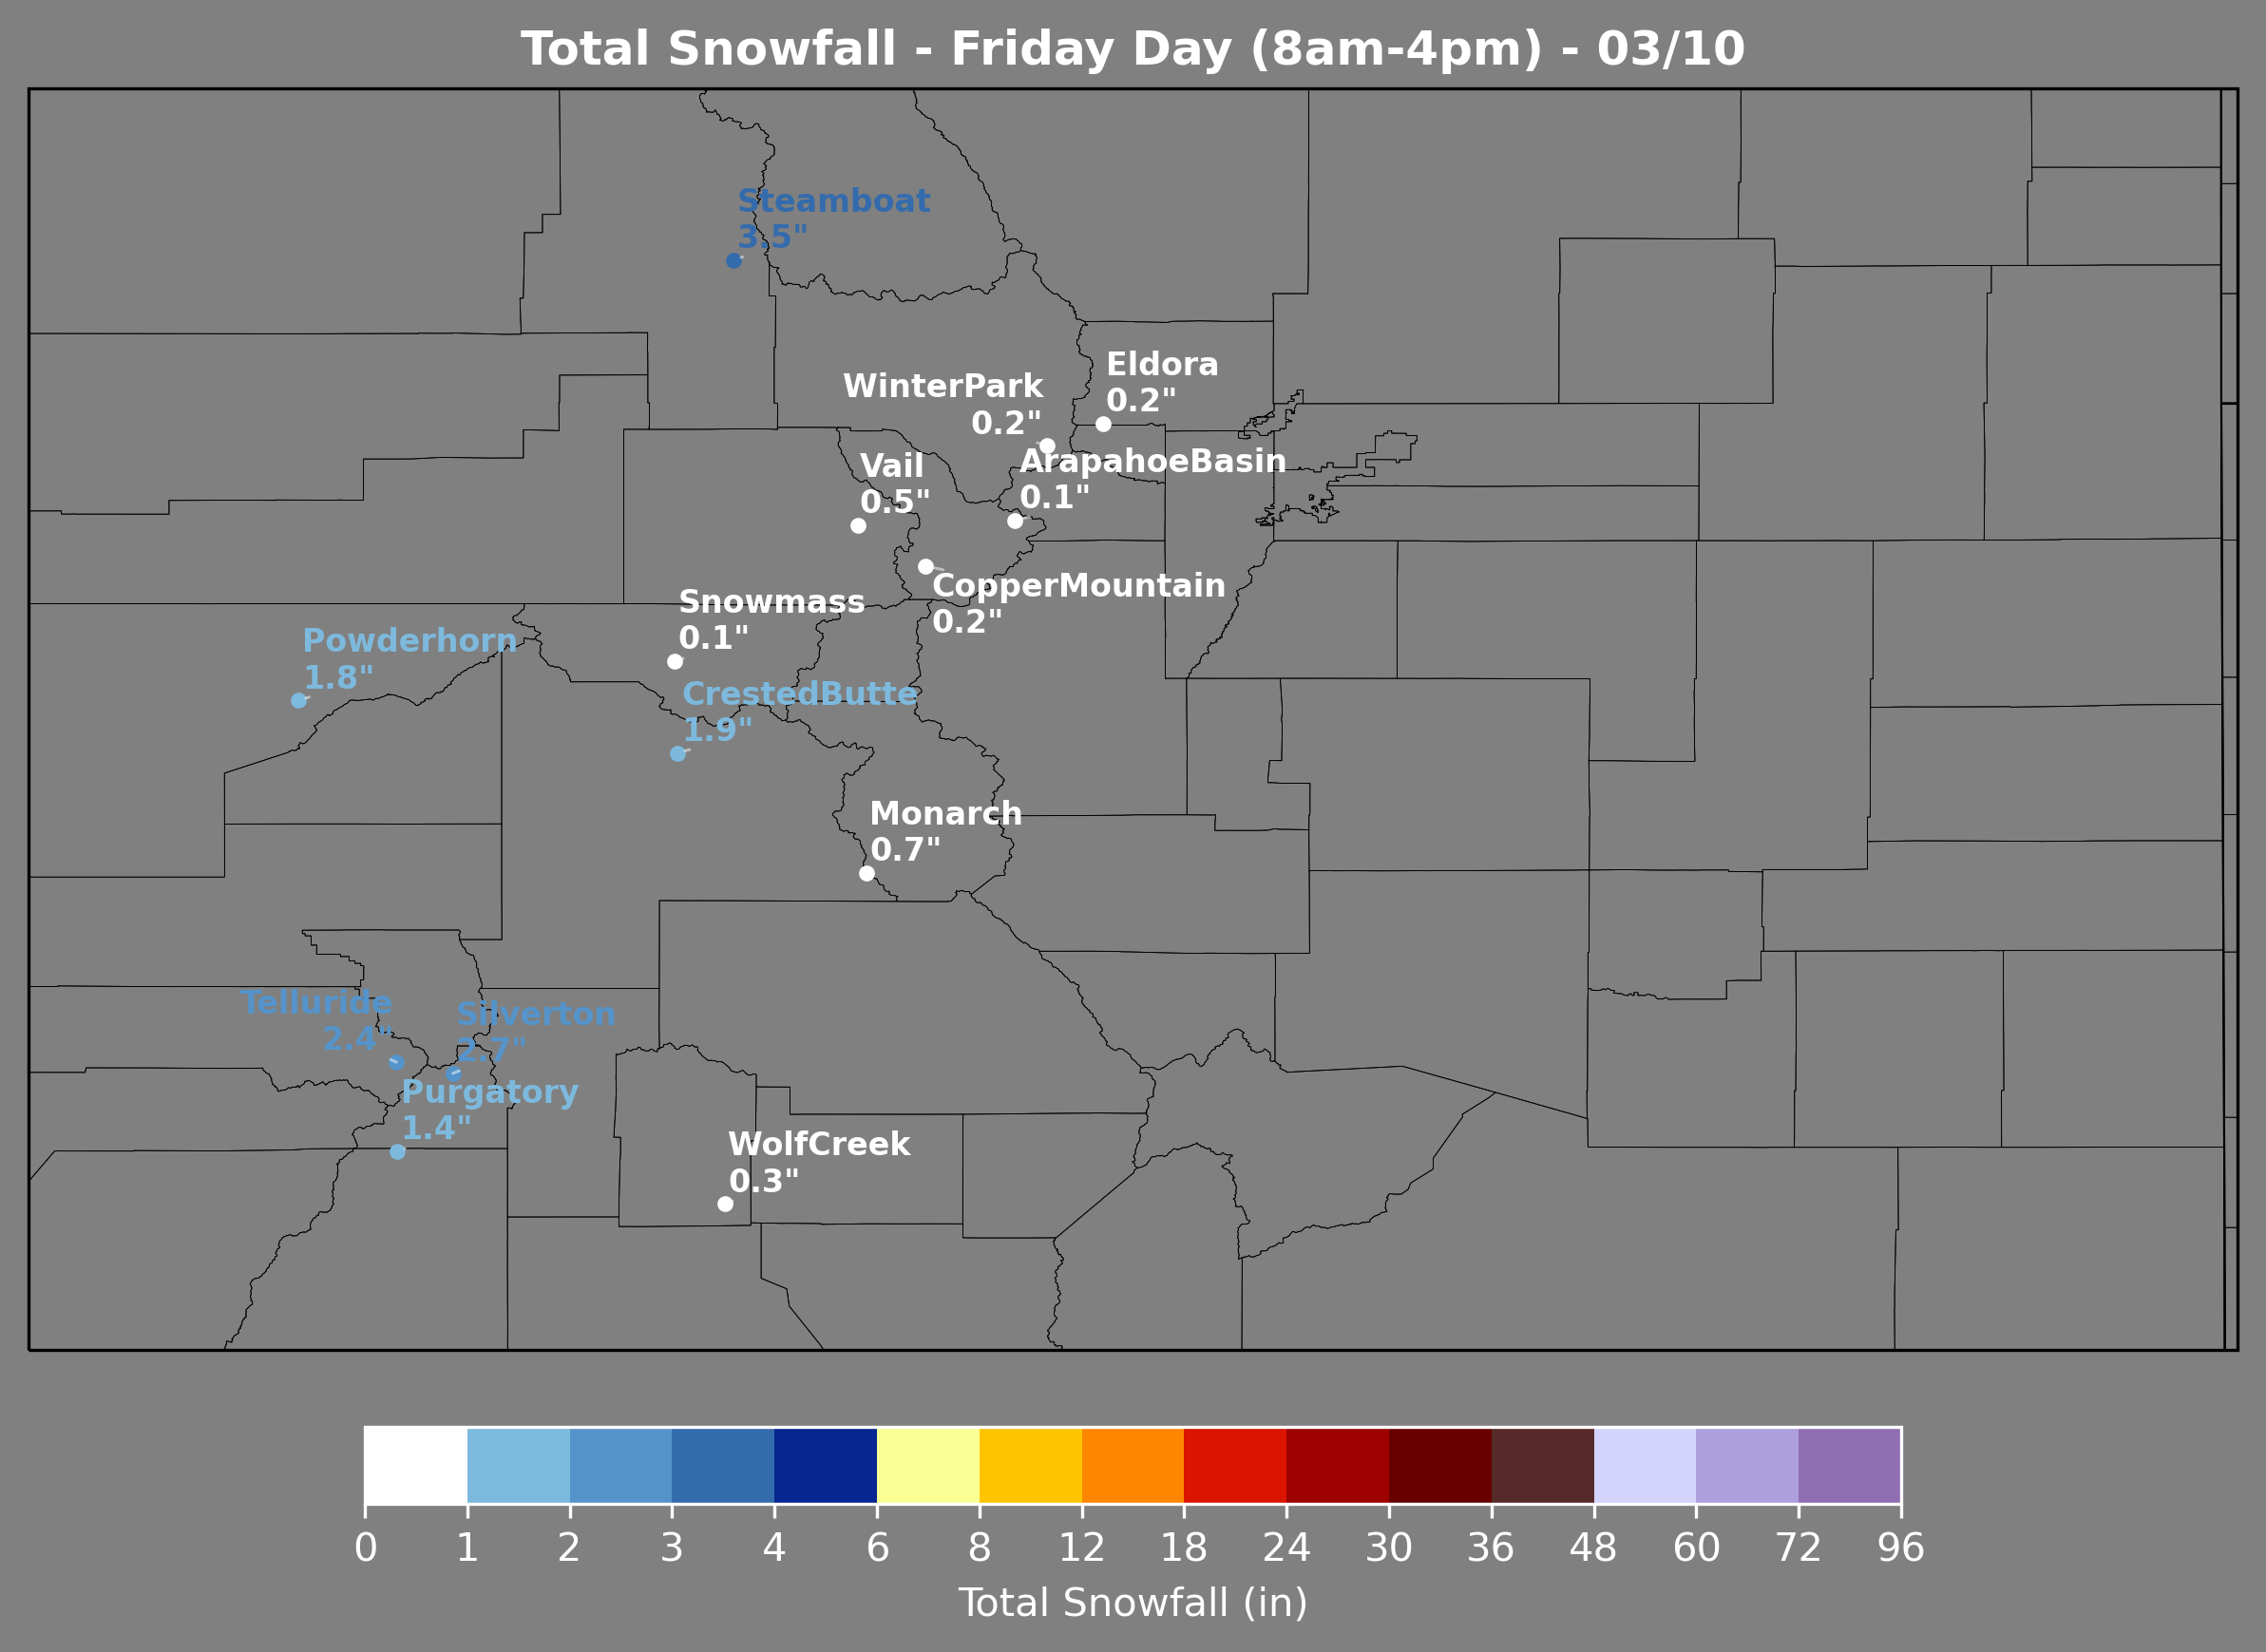 Total Snowfall - Friday Day (8am-4pm) - 03/10
Steamboat
3.5"
Eldora
0.2"
WinterPark
0.2"
ArapahoeBasin
0.1"
Vail
0.5"
CopperMountain
0.2"
Snowmass
0.1"
Powderhorn
1.8"
CrestedButte
1.9"
Monarch
0.7"
Telluride
2.4"
Silverton
2.7"
Purgatory
1.4"
WolfCreek
0.3"
0 1 2 3 4 6 8 12 18 24 30 36 48 60 72 96
Total Snowfall (in)